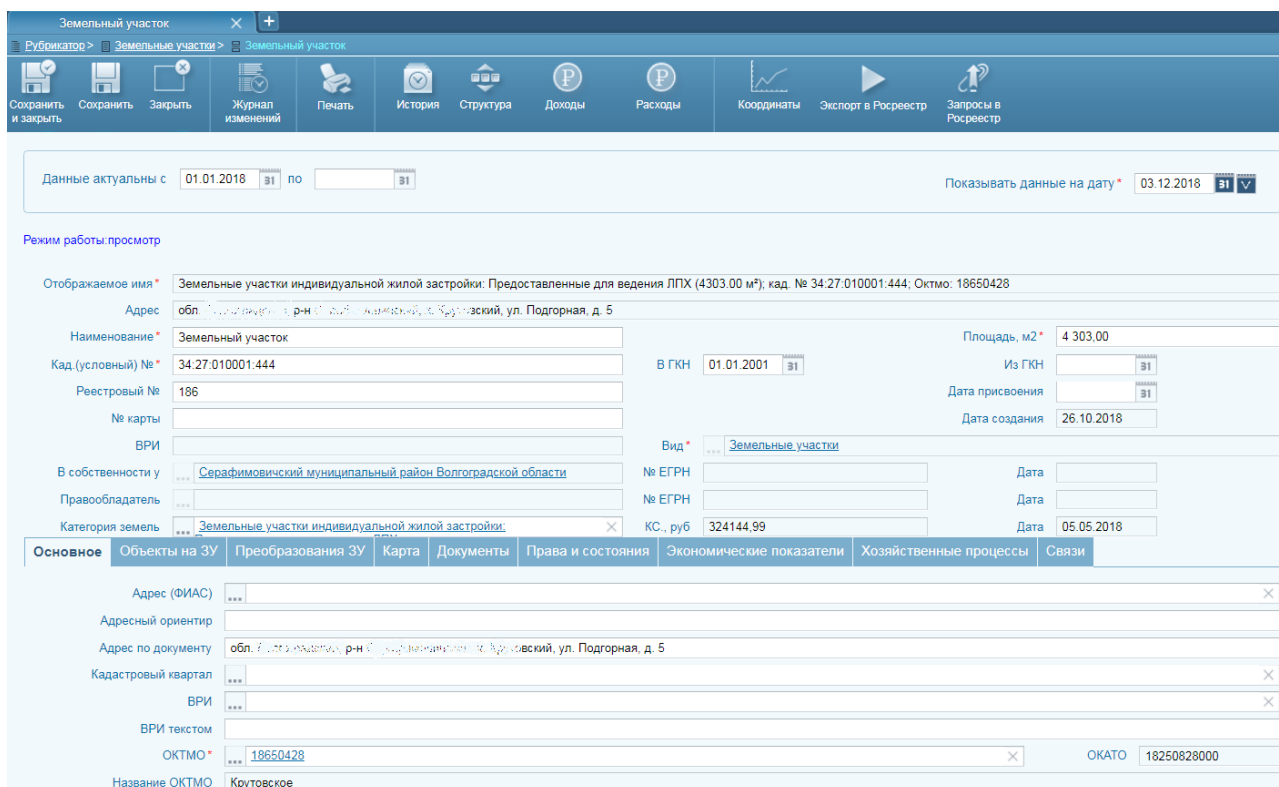 Земельный участок
Рубрикатор > Земельные участки > Земельный участок
Сохранить и закрыть Сохранить Закрыть Журнал изменений Печать История Структура Доходы Расходы Координаты Экспорт в Росреестр Запросы в Росреестр
Данные актуальны с 01.01.2018 31 по 31 Показывать данные на дату * 03.12.2018 31
Режим работы:просмотр
Отображаемое имя * Земельные участки индивидуальной жилой застройки: Предоставленные для ведения ЛПХ (4303.00 м²); кад. № 34:27:010001:444; Октмо: 18650428
Адрес обл. р-н ул. Подгорная, д. 5
Наименование * Земельный участок Площадь, м2 * 4 303,00
Кад.(условный) № * 34:27:010001:444 В ГКН 01.01.2001 31 Из ГКН 31
Реестровый № 186 Дата присвоения 31
№ карты Дата создания 26.10.2018
ВРИ Вид * ... Земельные участки
В собственности у ... Серафимовичский муниципальный район Волгоградской области № ЕГРН Дата
Правообладатель ... № ЕГРН Дата
Категория земель ... Земельные участки индивидуальной жилой застройки: КС., руб 324144,99 Дата 05.05.2018
Основное Объекты на ЗУ Преобразования ЗУ Карта Документы Права и состояния Экономические показатели Хозяйственные процессы Связи
Адрес (ФИАС) ...
Адресный ориентир
Адрес по документу обл. р-н ул. Подгорная, д. 5
Кадастровый квартал ...
ВРИ ...
ВРИ текстом
ОКТМО * ... 18650428 ОКАТО 18250828000
Название ОКТМО Крутовское